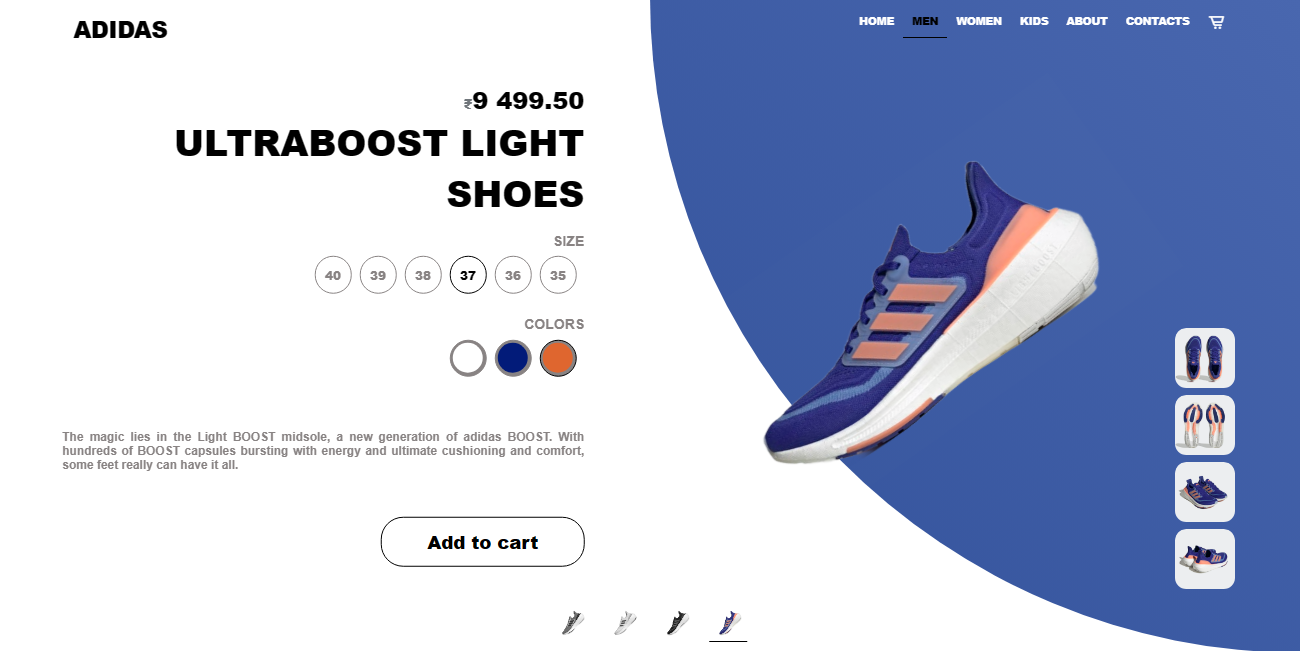 ADIDAS
HOME MEN WOMEN KIDS ABOUT CONTACTS
₹9 499.50
ULTRABOOST LIGHT
SHOES
SIZE
40 39 38 37 36 35
COLORS
The magic lies in the Light BOOST midsole, a new generation of adidas BOOST. With
hundreds of BOOST capsules bursting with energy and ultimate cushioning and comfort,
some feet really can have it all.
Add to cart